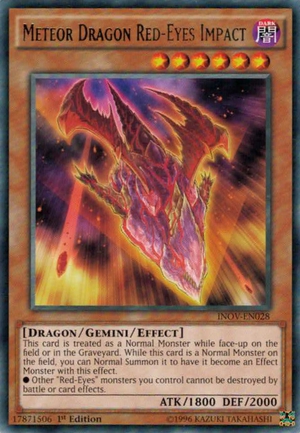 METEOR DRAGON RED-EYES IMPACT
DARK
闇
INOV-EN028
[DRAGON/GEMINI/EFFECT]
This card is treated as a Normal Monster while face-up on the
field or in the Graveyard. While this card is a Normal Monster on
the field, you can Normal Summon it to have it become an Effect
Monster with this effect.
● Other "Red-Eyes" monsters you control cannot be destroyed by
battle or card effects.
ATK/1800 DEF/2000
17871506 1st Edition ©1996 KAZUKI TAKAHASHI